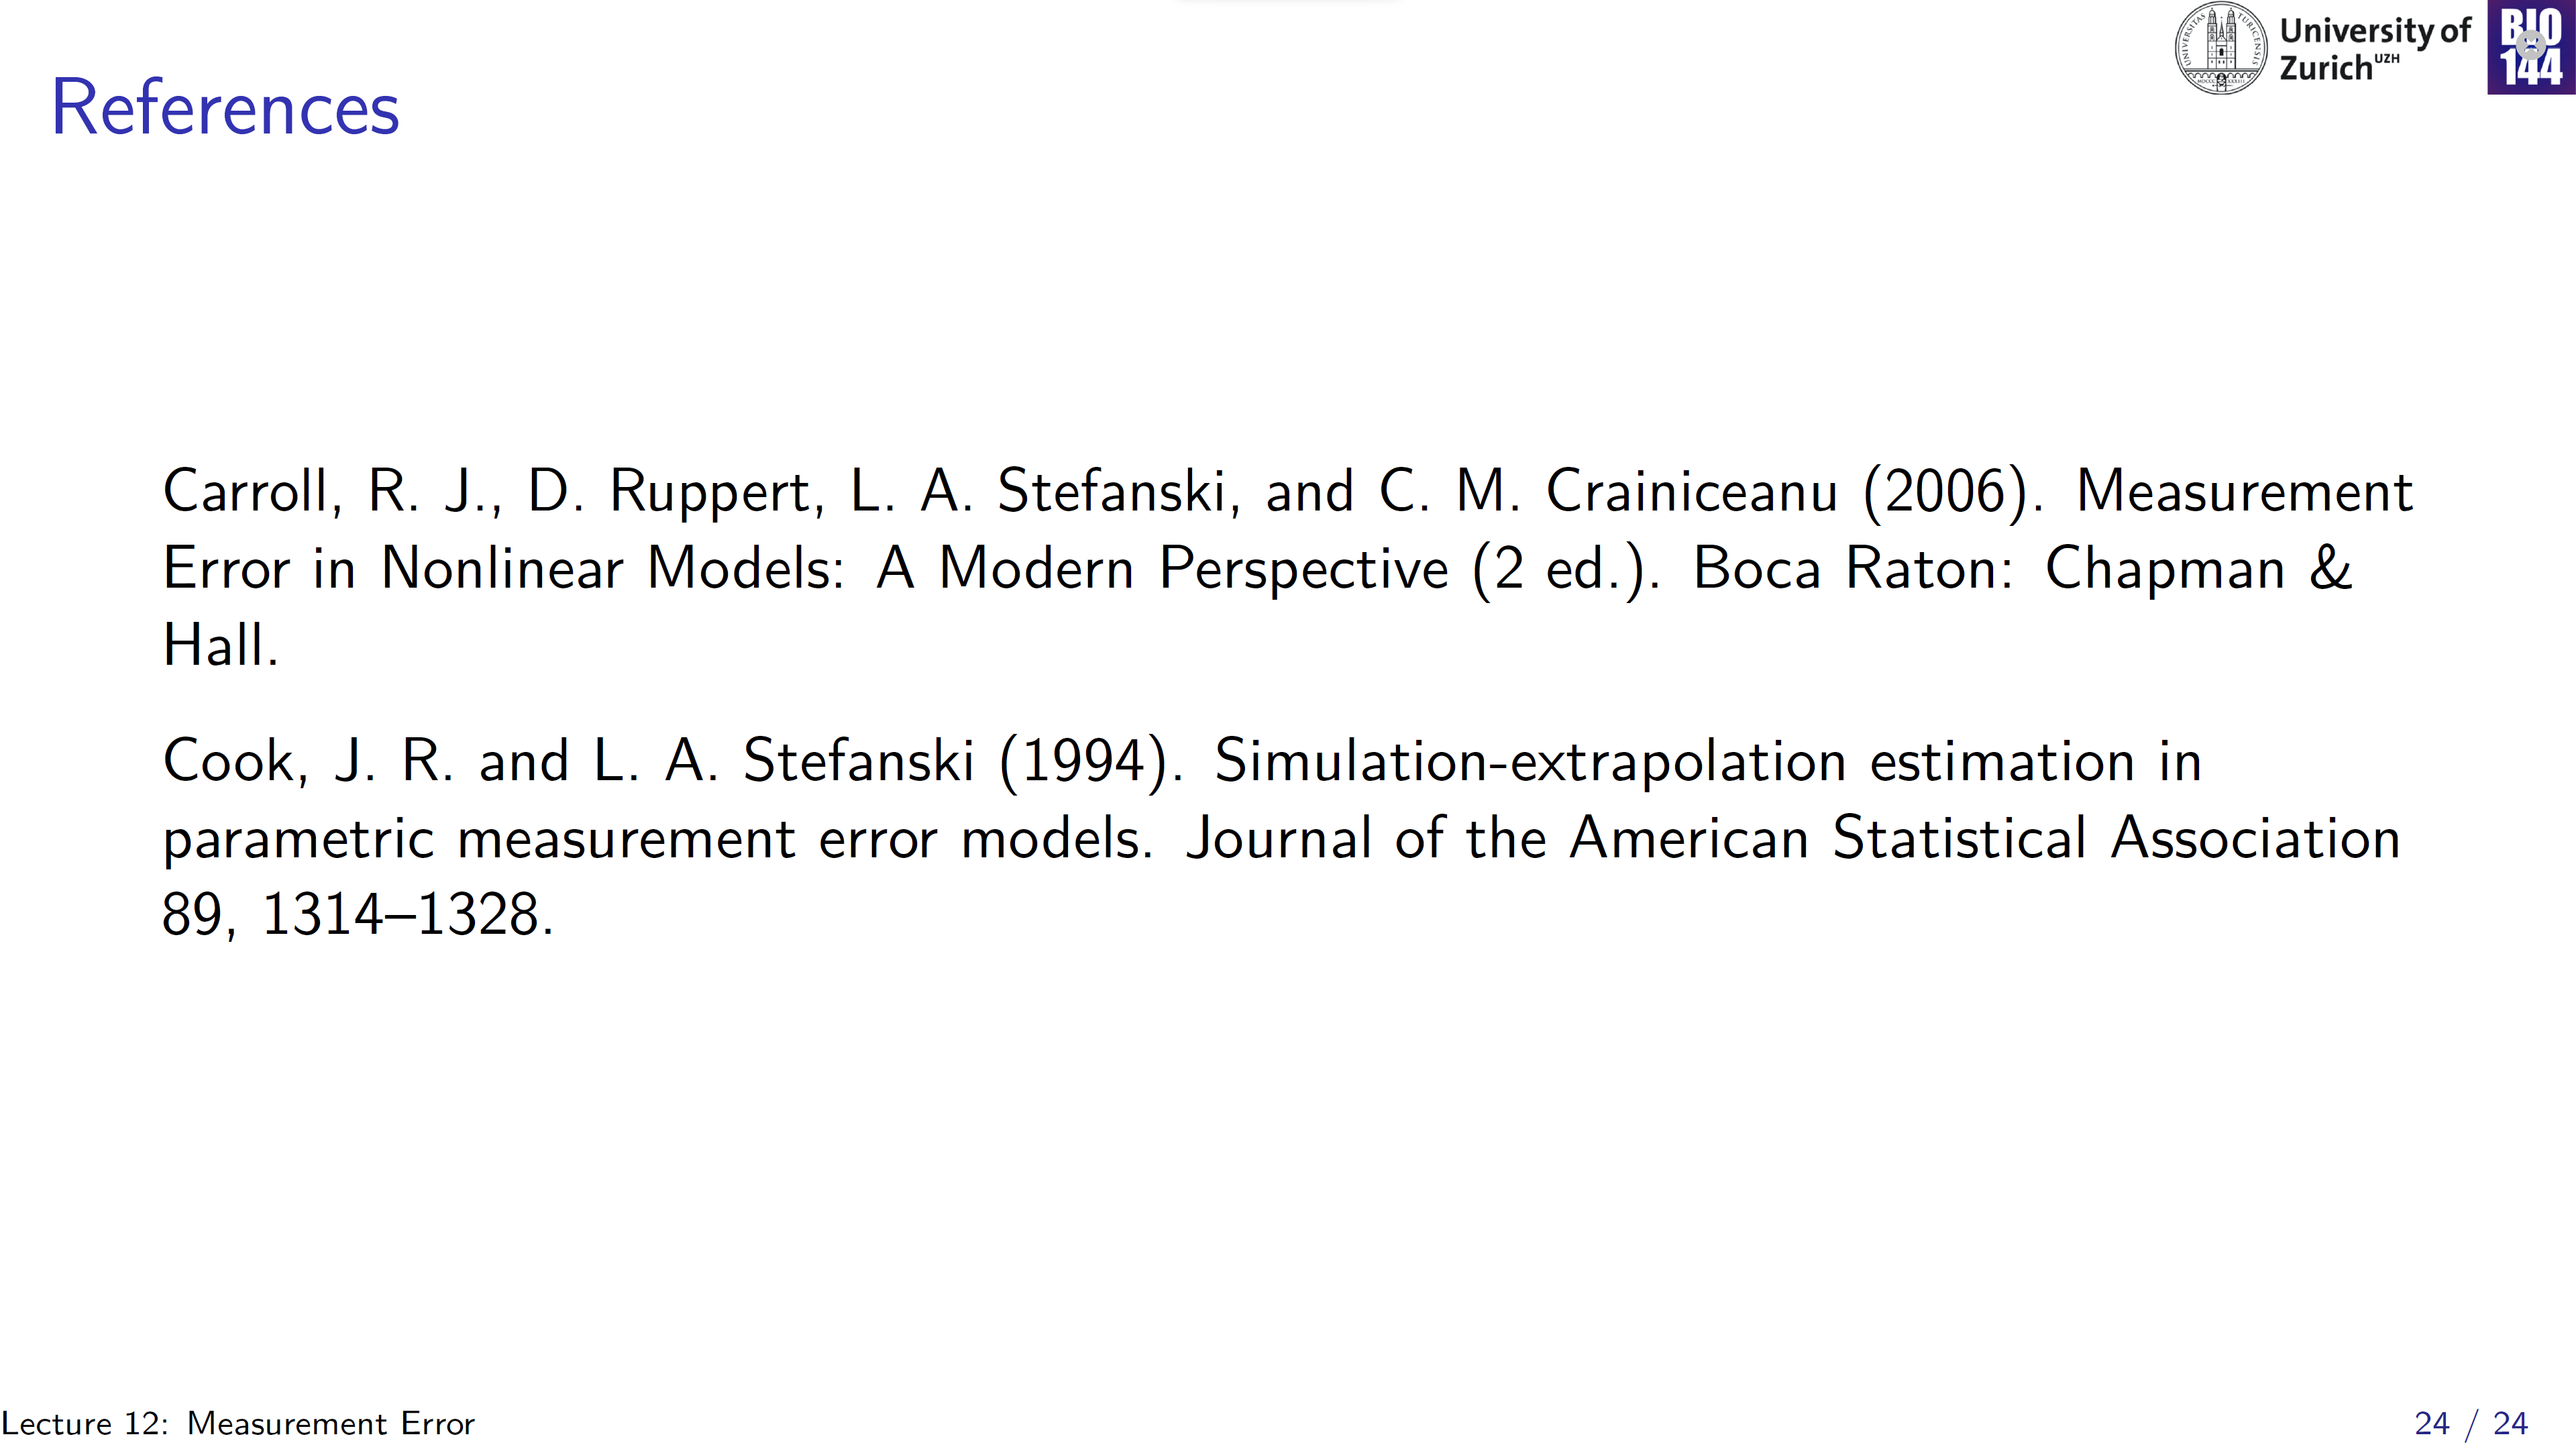 University of
Zurich UZH
BIO
144
References
Carroll, R. J., D. Ruppert, L. A. Stefanski, and C. M. Crainiceanu (2006). Measurement
Error in Nonlinear Models: A Modern Perspective (2 ed.). Boca Raton: Chapman &
Hall.
Cook, J. R. and L. A. Stefanski (1994). Simulation-extrapolation estimation in
parametric measurement error models. Journal of the American Statistical Association
89, 1314–1328.
Lecture 12: Measurement Error
24 / 24